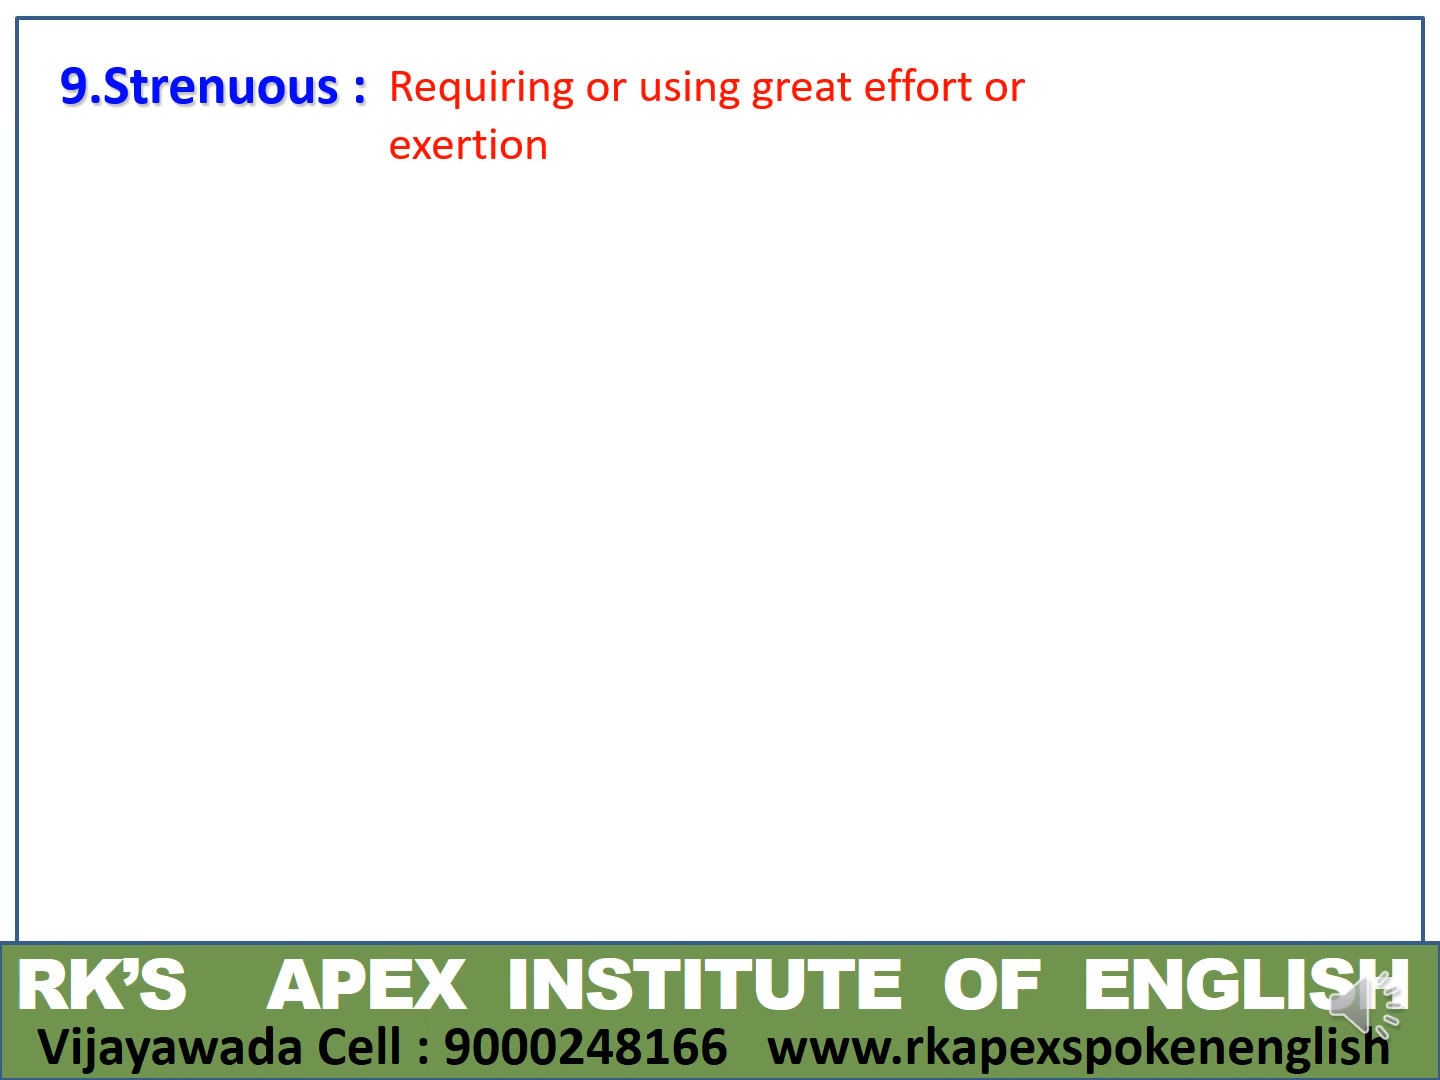 9.Strenuous : Requiring or using great effort or
exertion
RK’S APEX INSTITUTE OF ENGLISH
Vijayawada Cell : 9000248166 www.rkapexspokenenglish